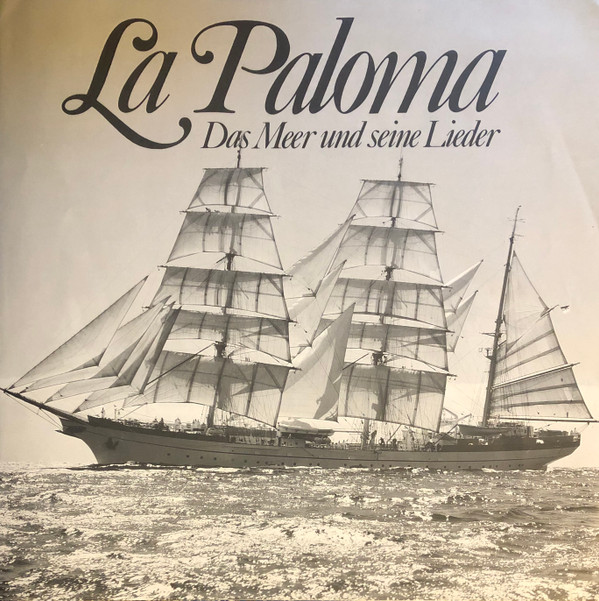 La Paloma
Das Meer und seine Lieder